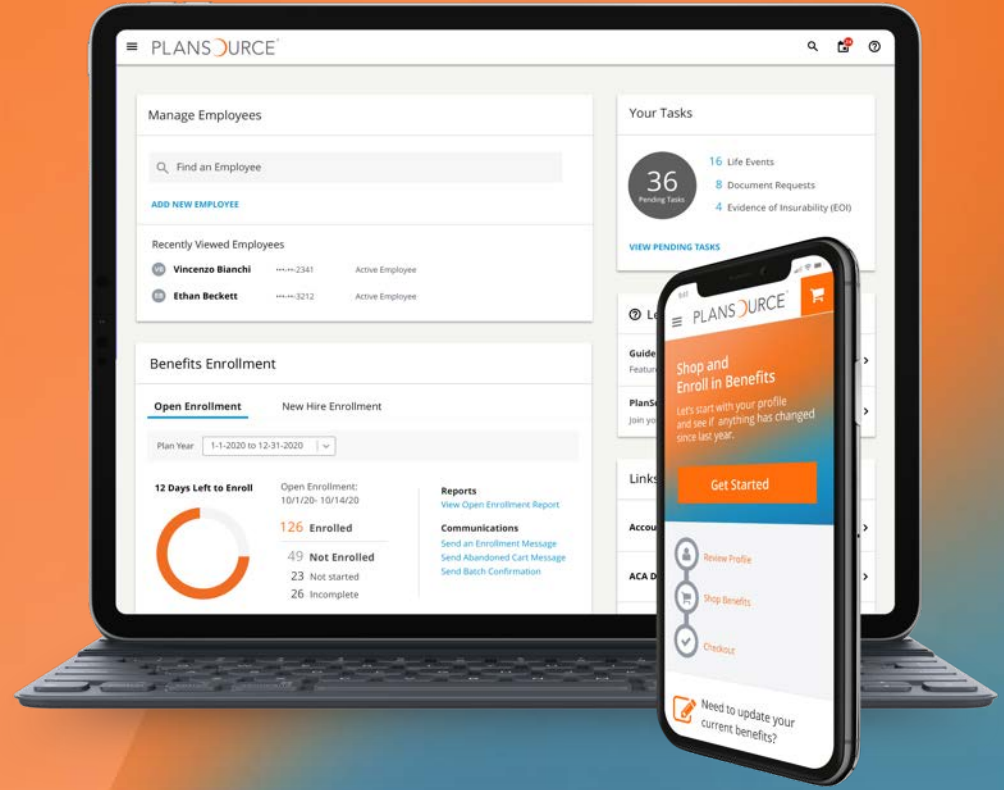 PLANSOURCE
Manage Employees
Find an Employee
ADD NEW EMPLOYEE
Recently Viewed Employees
VB Vincenzo Bianchi •••-••-2341 Active Employee
EB Ethan Beckett •••-••-3212 Active Employee
Benefits Enrollment
Open Enrollment New Hire Enrollment
Plan Year 1-1-2020 to 12-31-2020
12 Days Left to Enroll
Open Enrollment:
10/1/20- 10/14/20
126 Enrolled
49 Not Enrolled
23 Not started
26 Incomplete
Reports
View Open Enrollment Report
Communications
Send an Enrollment Message
Send Abandoned Cart Message
Send Batch Confirmation
Your Tasks
36
Pending Tasks
16 Life Events
8 Document Requests
4 Evidence of Insurability (EOI)
VIEW PENDING TASKS
Le
Guide
Featur
PlanSo
Join yo
Links
Accou
ACA D
PLANSOURCE
Shop and
Enroll in Benefits
Let's start with your profile
and see if anything has changed
since last year.
Get Started
Review Profile
Shop Benefits
Checkout
Need to update your
current benefits?